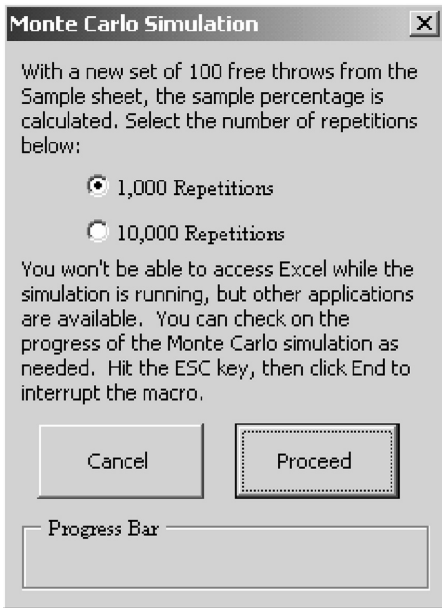 Monte Carlo Simulation
With a new set of 100 free throws from the
Sample sheet, the sample percentage is
calculated. Select the number of repetitions
below:
1,000 Repetitions
10,000 Repetitions
You won't be able to access Excel while the
simulation is running, but other applications
are available.  You can check on the
progress of the Monte Carlo simulation as
needed.  Hit the ESC key, then click End to
interrupt the macro.
Cancel
Proceed
Progress Bar